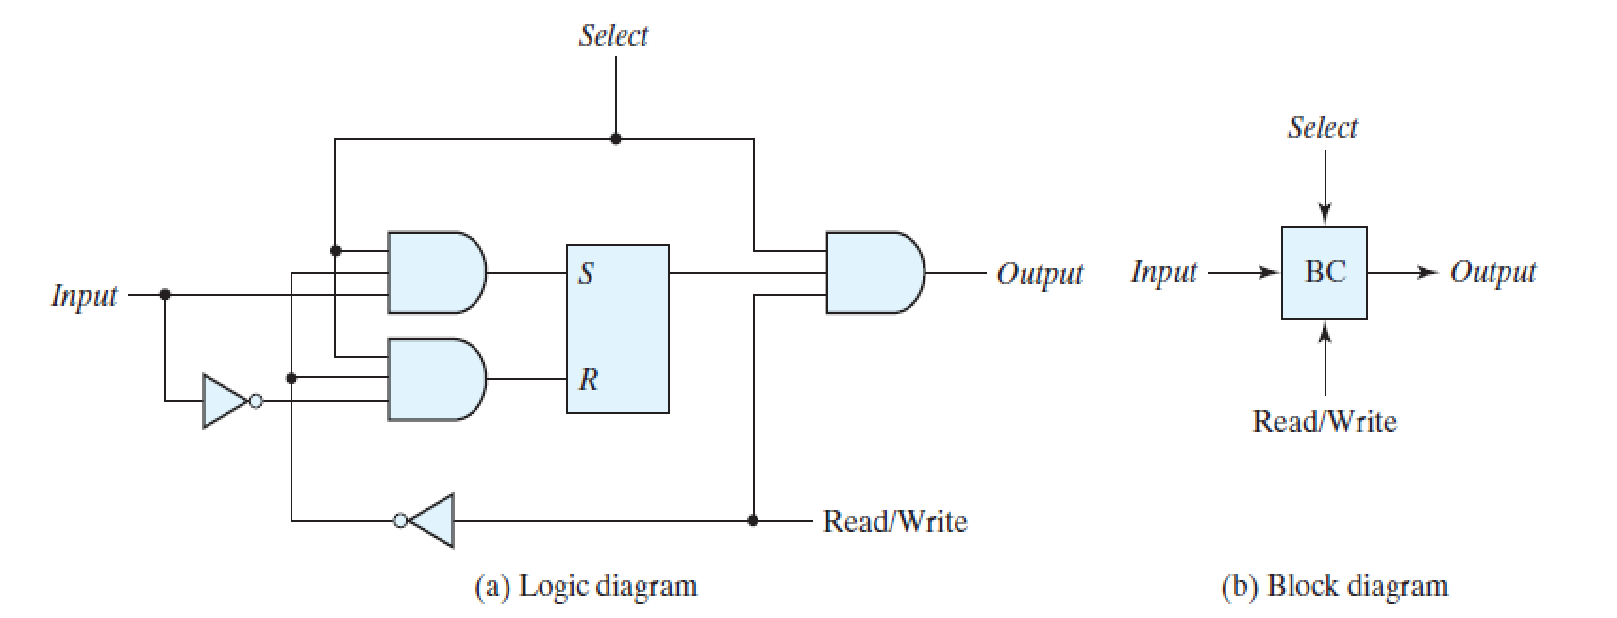 Select
Input
S
R
Output
Read/Write
(a) Logic diagram
Select
Input
BC
Output
Read/Write
(b) Block diagram